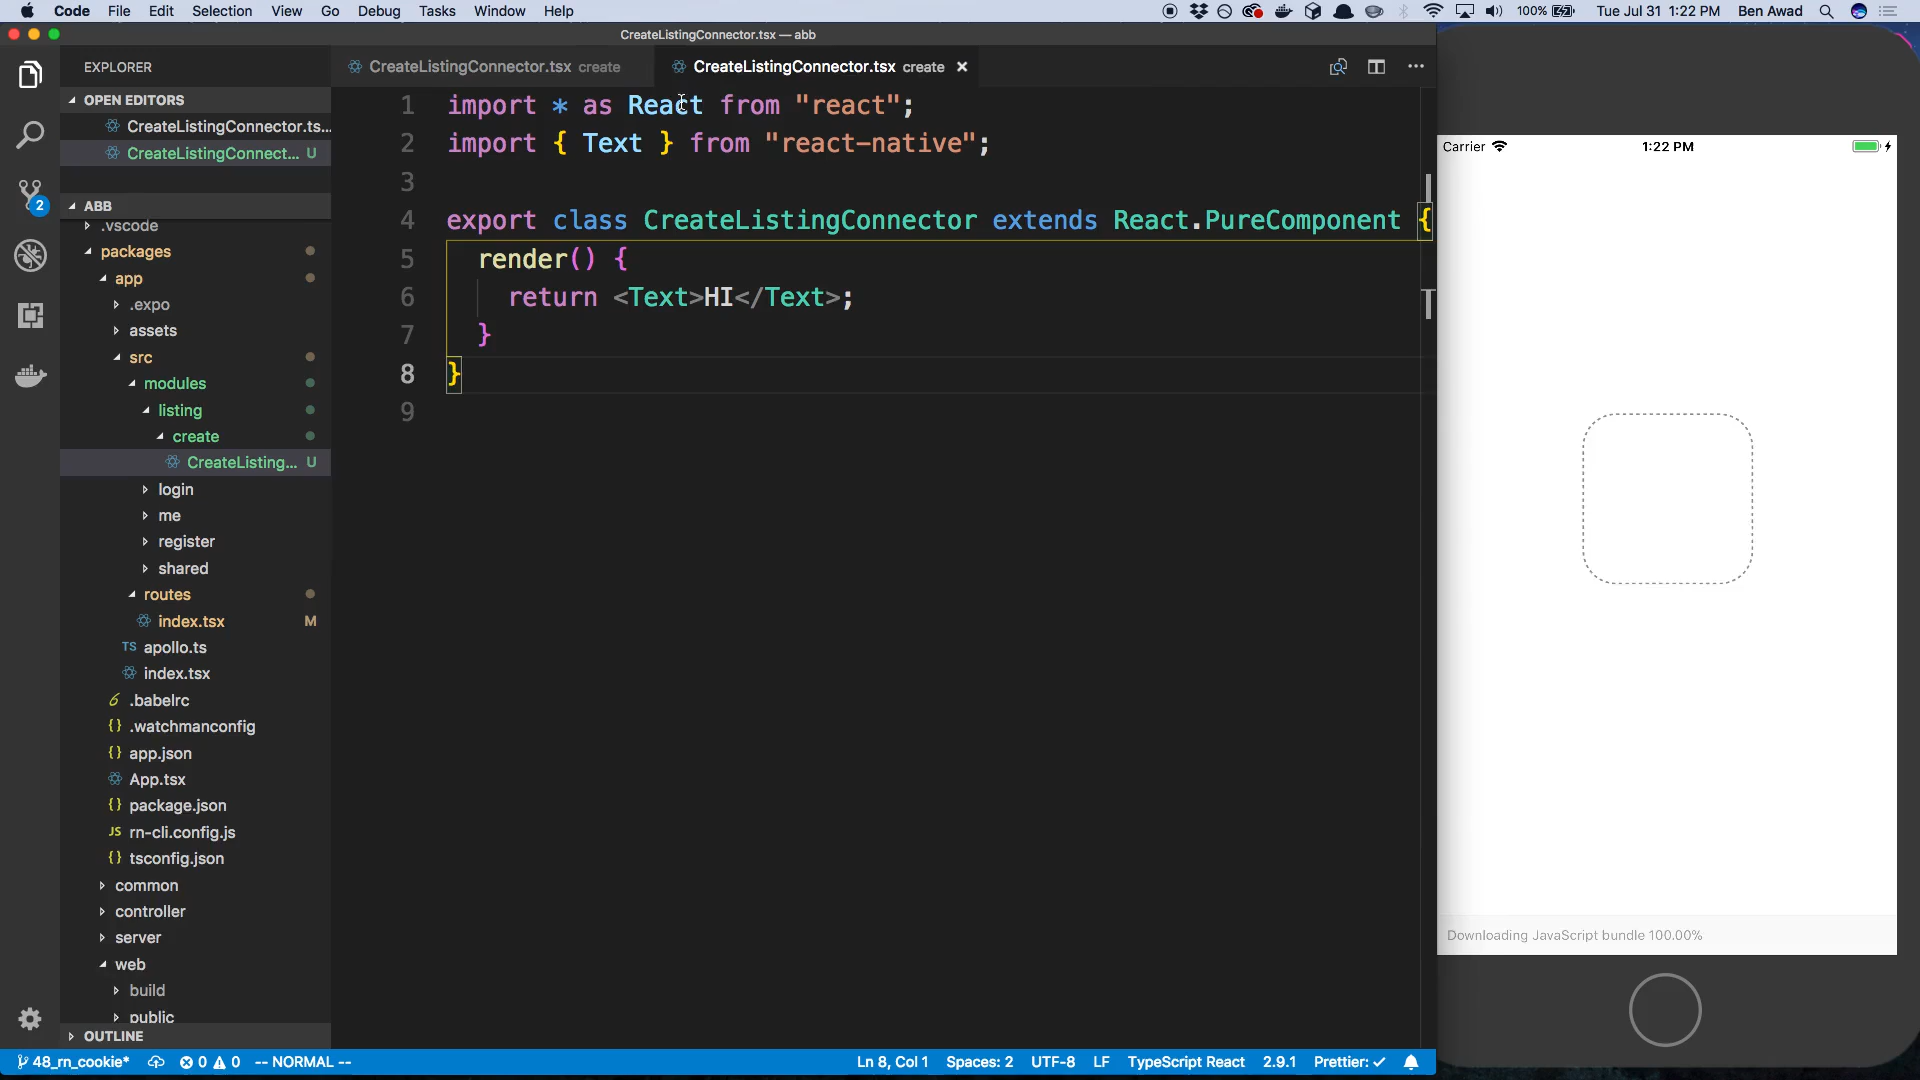 Code File Edit Selection View Go Debug Tasks Window Help 100% Tue Jul 31 1:22 PM Ben Awad
CreateListingConnector.tsx — abb
EXPLORER
OPEN EDITORS
CreateListingConnector.ts...
CreateListingConnect... U
ABB
.vscode
packages
app
.expo
assets
src
modules
listing
create
CreateListing... U
login
me
register
shared
routes
index.tsx M
TS apollo.ts
index.tsx
.babelrc
{} .watchmanconfig
{} app.json
App.tsx
{} package.json
JS rn-cli.config.js
{} tsconfig.json
common
controller
server
web
build
public
OUTLINE
2
CreateListingConnector.tsx create
CreateListingConnector.tsx create
1 import * as React from "react";
2 import { Text } from "react-native";
3
4 export class CreateListingConnector extends React.PureComponent {
5 render() {
6 return <Text>HI</Text>;
7 }
8 }
9
Carrier 1:22 PM
Downloading JavaScript bundle 100.00%
48_rn_cookie* 0 0 -- NORMAL -- Ln 8, Col 1 Spaces: 2 UTF-8 LF TypeScript React 2.9.1 Prettier: ✓